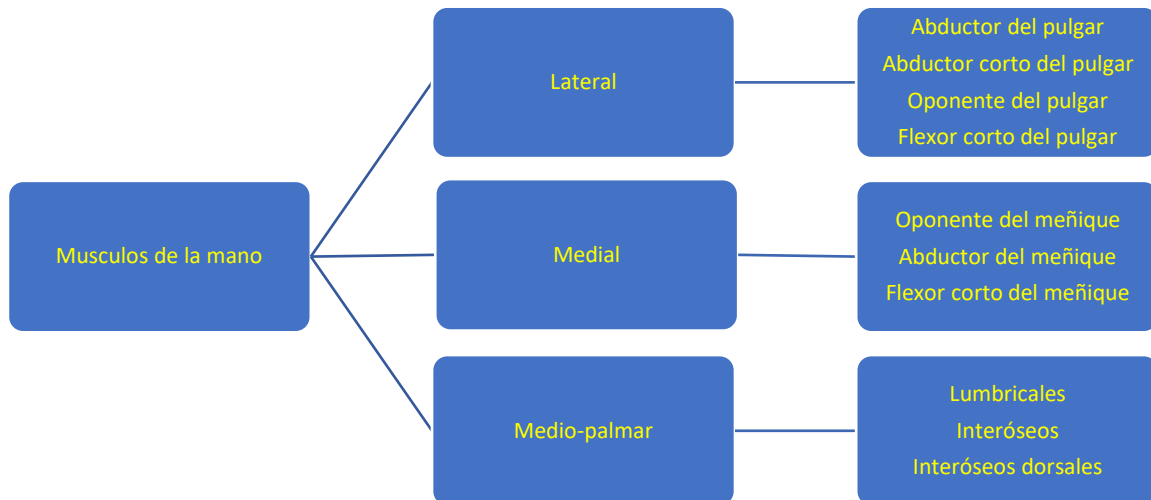 Musculos de la mano
Lateral
Abductor del pulgar
Abductor corto del pulgar
Oponente del pulgar
Flexor corto del pulgar
Medial
Oponente del meñique
Abductor del meñique
Flexor corto del meñique
Medio-palmar
Lumbricales
Interóseos
Interóseos dorsales